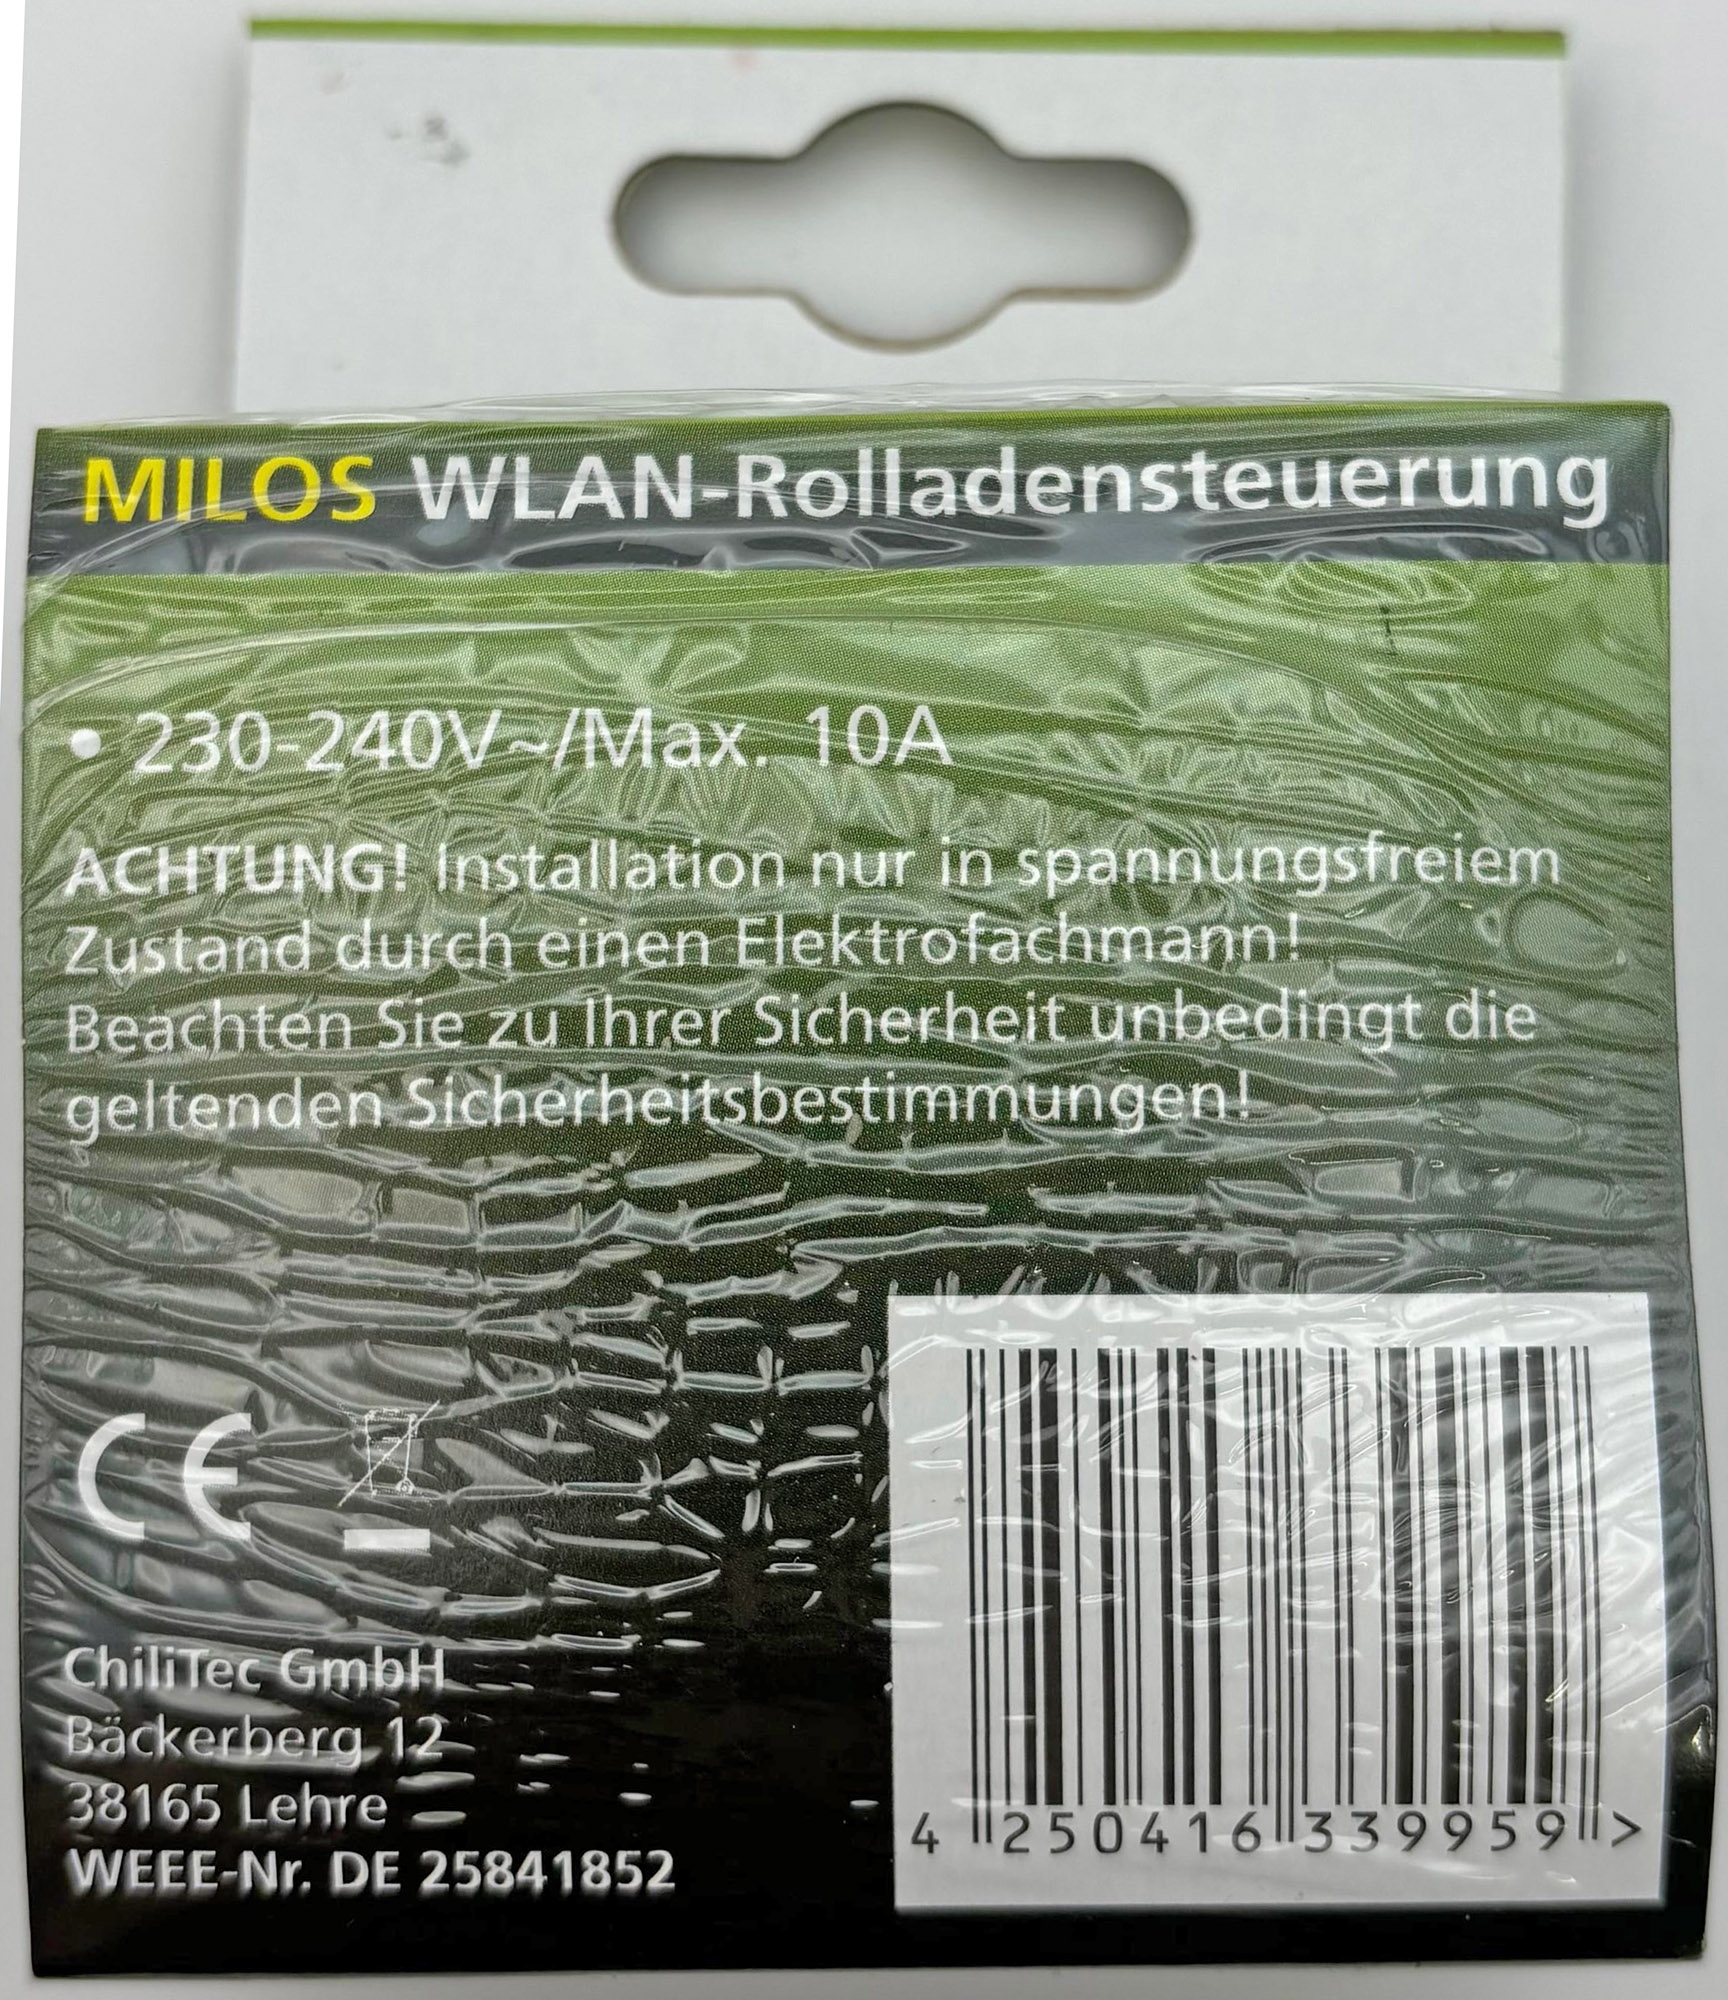 MILOS WLAN-Rolladensteuerung
• 230-240V~/Max. 10A
ACHTUNG! Installation nur in spannungsfreiem
Zustand durch einen Elektrofachmann!
Beachten Sie zu Ihrer Sicherheit unbedingt die
geltenden Sicherheitsbestimmungen!
CE
ChiliTec GmbH
Bäckerberg 12
38165 Lehre
WEEE-Nr. DE 25841852
4 250416 339959 >